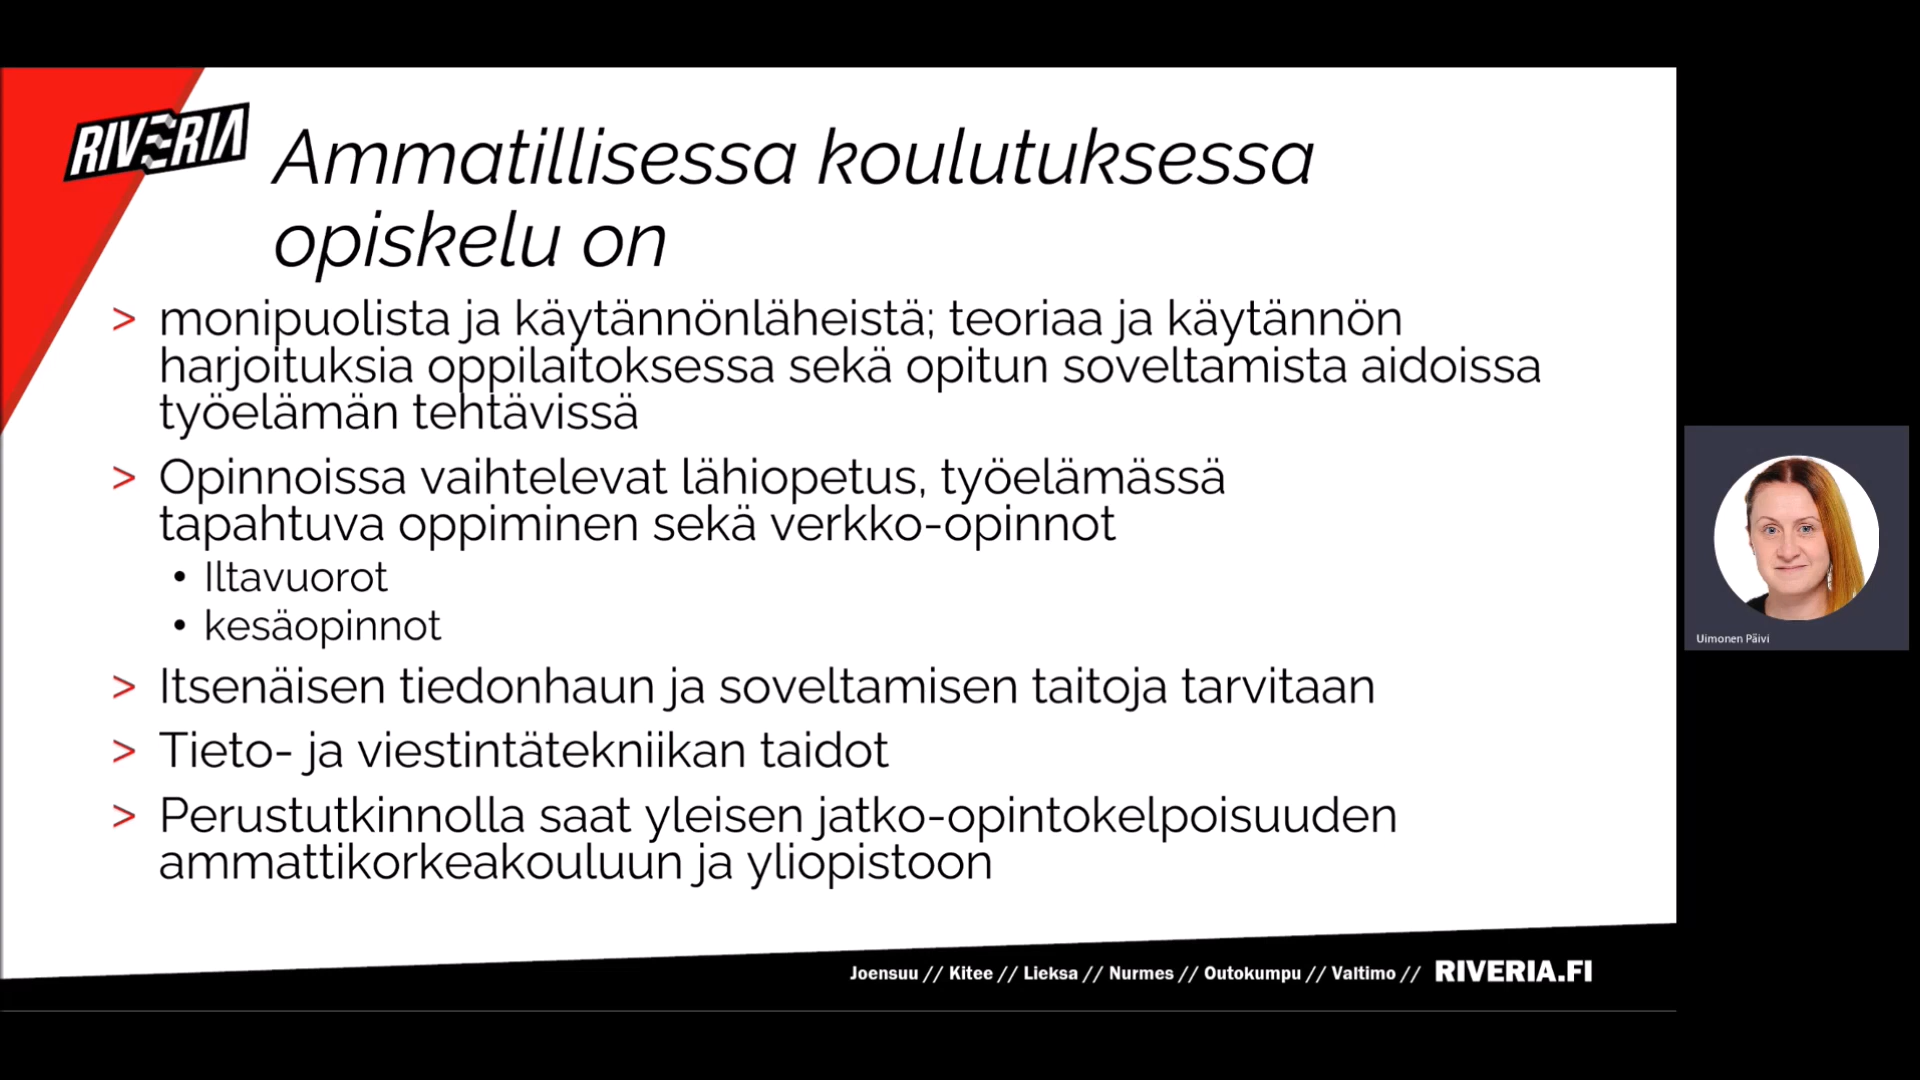 RIVERIA
Ammatillisessa koulutuksessa
opiskelu on
> monipuolista ja käytännönläheistä; teoriaa ja käytännön
harjoituksia oppilaitoksessa sekä opitun soveltamista aidoissa
työelämän tehtävissä
> Opinnoissa vaihtelevat lähiopetus, työelämässä
tapahtuva oppiminen sekä verkko-opinnot
• Iltavuorot
• kesäopinnot
> Itsenäisen tiedonhaun ja soveltamisen taitoja tarvitaan
> Tieto- ja viestintätekniikan taidot
> Perustutkinnolla saat yleisen jatko-opintokelpoisuuden
ammattikorkeakouluun ja yliopistoon
Joensuu // Kitee // Lieksa // Nurmes // Outokumpu // Valtimo // RIVERIA.FI
Uimonen Päivi